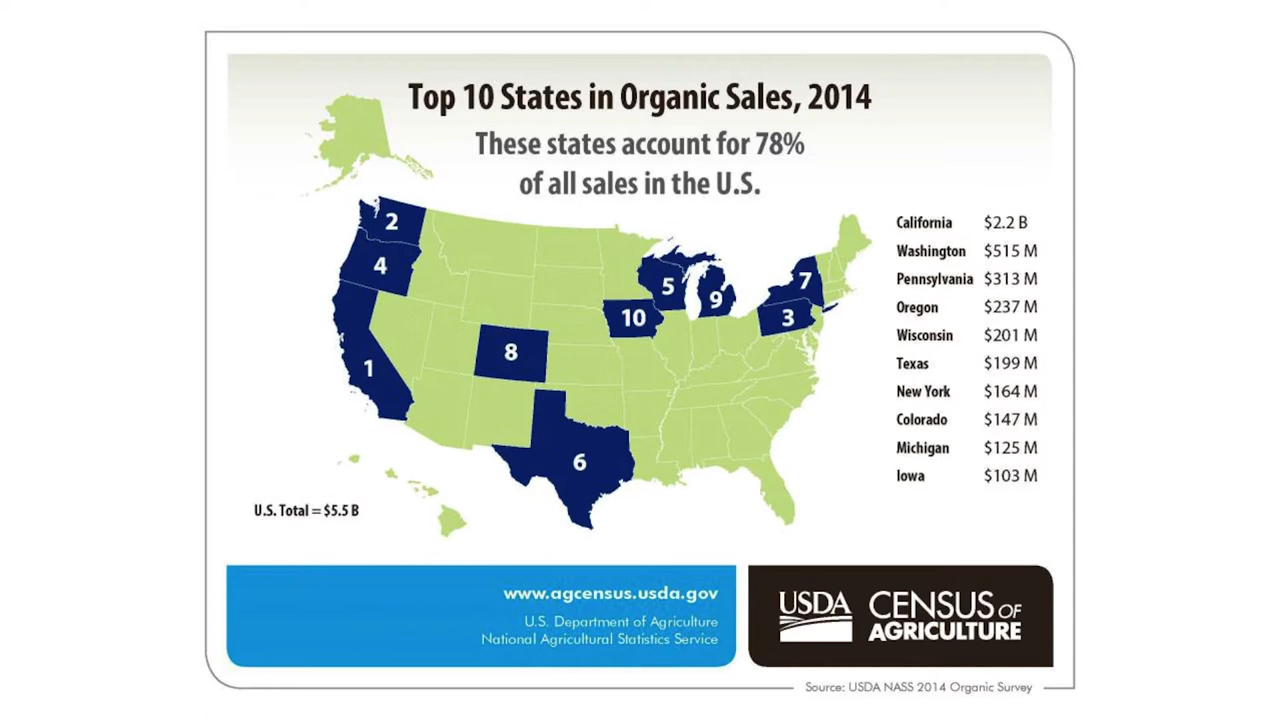 Top 10 States in Organic Sales, 2014
These states account for 78%
of all sales in the U.S.
2
4
1
8
6
10
5
9
7
3
California $2.2 B
Washington $515 M
Pennsylvania $313 M
Oregon $237 M
Wisconsin $201 M
Texas $199 M
New York $164 M
Colorado $147 M
Michigan $125 M
Iowa $103 M
U.S. Total = $5.5 B
www.agcensus.usda.gov
U.S. Department of Agriculture
National Agricultural Statistics Service
USDA
CENSUS OF
AGRICULTURE
Source: USDA NASS 2014 Organic Survey